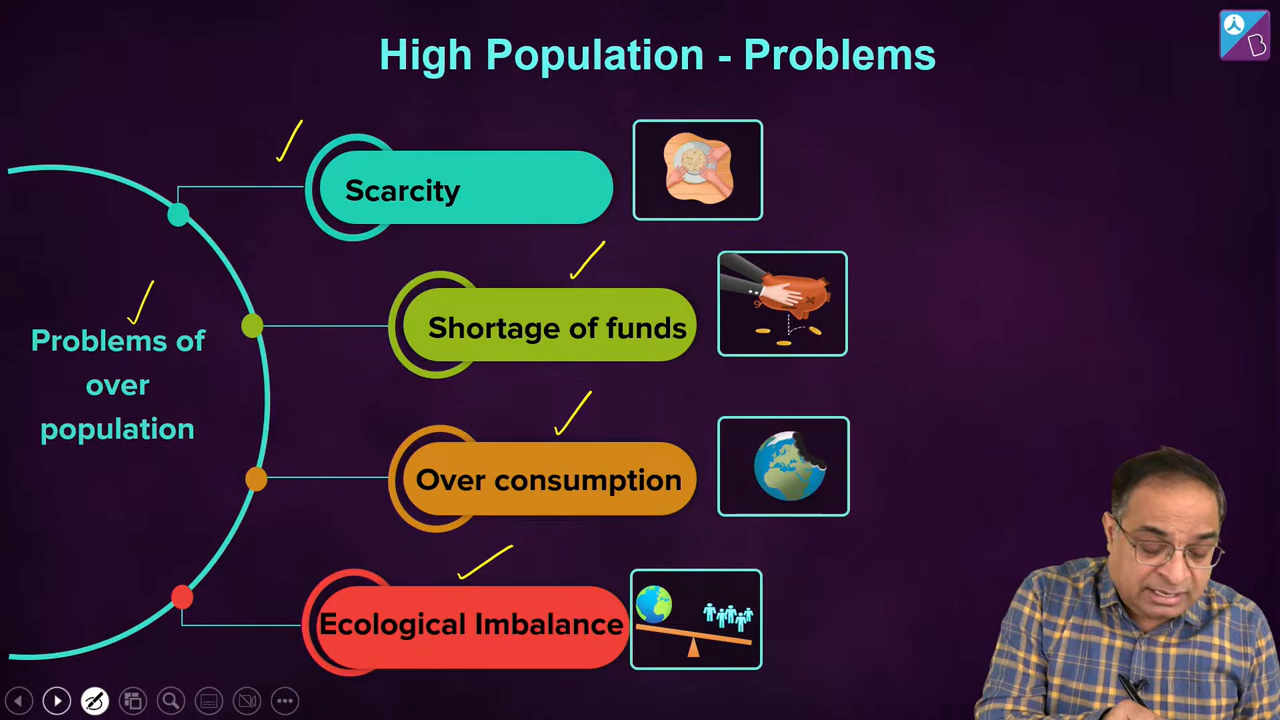 High Population - Problems
Scarcity
Shortage of funds
Problems of
over
population
Over consumption
Ecological Imbalance
B